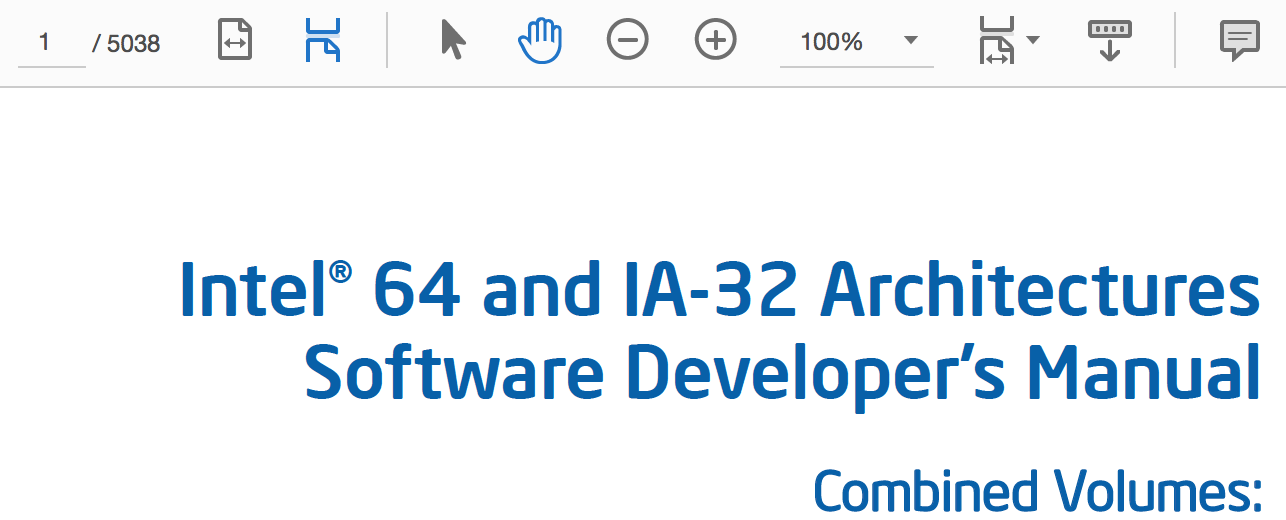 1 / 5038 100%
Intel® 64 and IA-32 Architectures
Software Developer’s Manual
Combined Volumes: